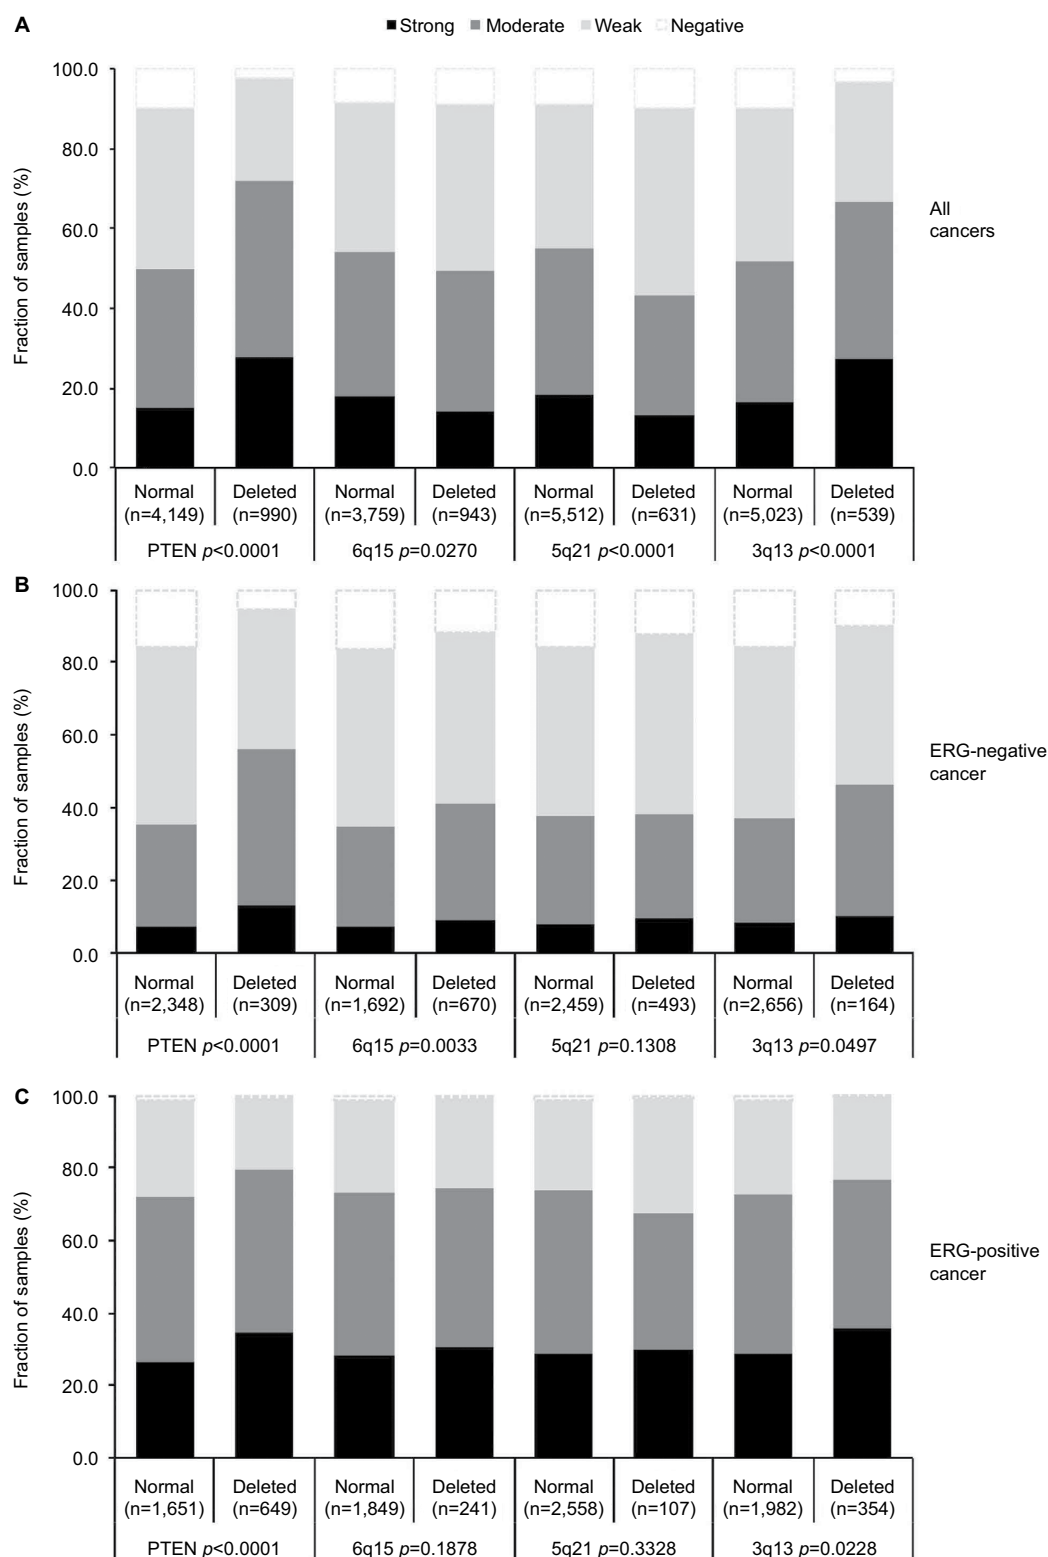 A
Strong Moderate Weak Negative
100.0
80.0
60.0
40.0
20.0
0.0
Fraction of samples (%)
All
cancers
Normal Deleted Normal Deleted Normal Deleted Normal Deleted
(n=4,149) (n=990) (n=3,759) (n=943) (n=5,512) (n=631) (n=5,023) (n=539)
PTEN p<0.0001 6q15 p=0.0270 5q21 p<0.0001 3q13 p<0.0001
B
100.0
80.0
60.0
40.0
20.0
0.0
Fraction of samples (%)
ERG-negative
cancer
Normal Deleted Normal Deleted Normal Deleted Normal Deleted
(n=2,348) (n=309) (n=1,692) (n=670) (n=2,459) (n=493) (n=2,656) (n=164)
PTEN p<0.0001 6q15 p=0.0033 5q21 p=0.1308 3q13 p=0.0497
C
100.0
80.0
60.0
40.0
20.0
0.0
Fraction of samples (%)
ERG-positive
cancer
Normal Deleted Normal Deleted Normal Deleted Normal Deleted
(n=1,651) (n=649) (n=1,849) (n=241) (n=2,558) (n=107) (n=1,982) (n=354)
PTEN p<0.0001 6q15 p=0.1878 5q21 p=0.3328 3q13 p=0.0228